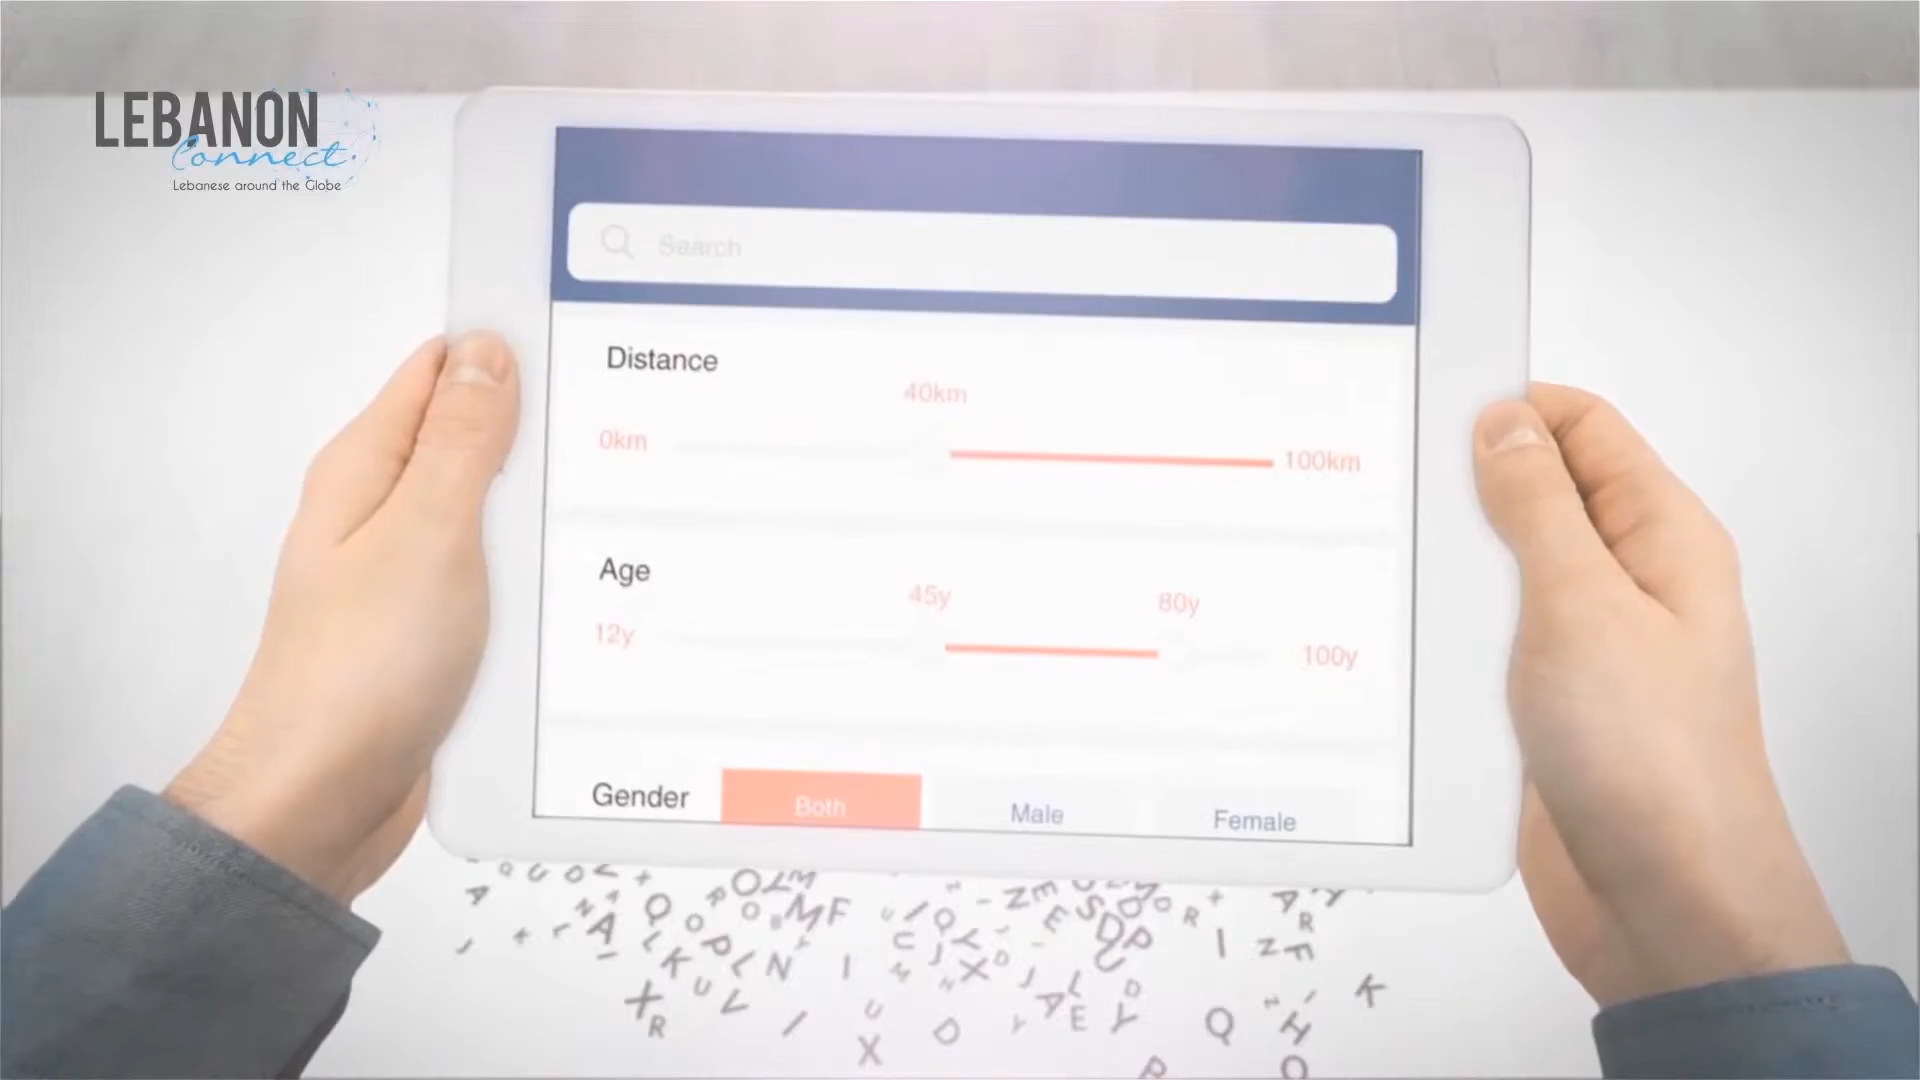 LEBANON
Connect
Lebanese around the Globe
Search
Distance
40km
0km
100km
Age
45y
80y
12y
100y
Gender
Both
Male
Female